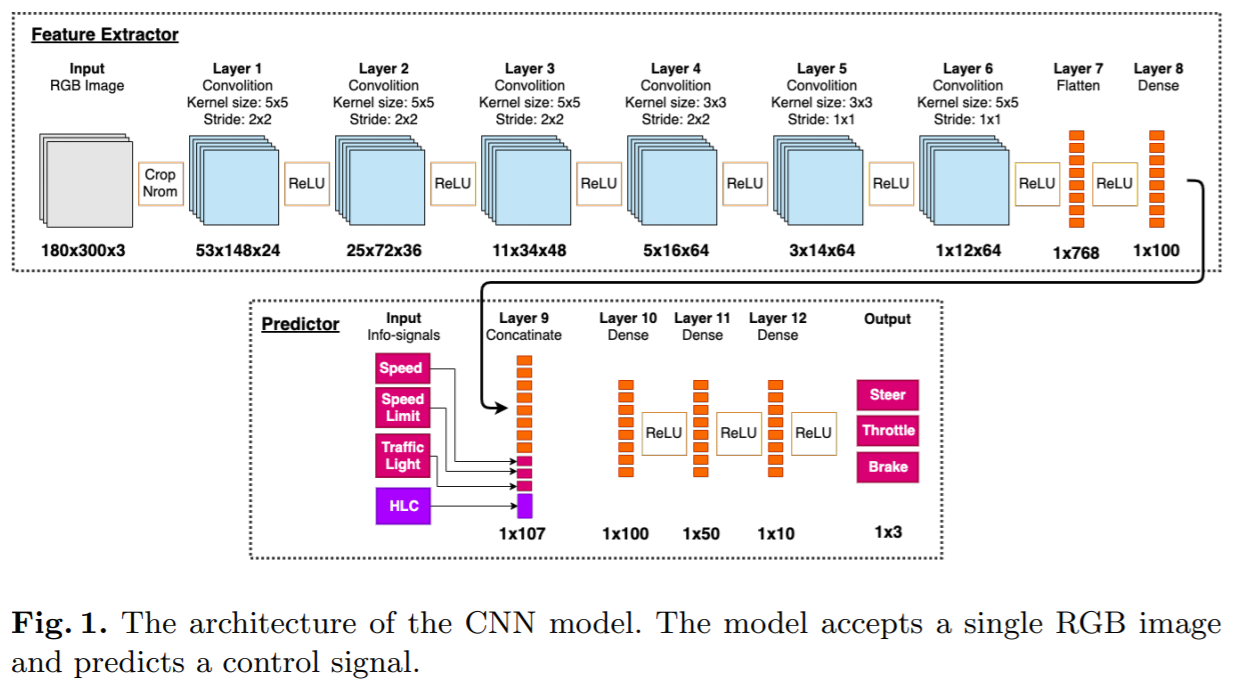 Feature Extractor
Input
RGB Image
Layer 1
Convolition
Kernel size: 5x5
Stride: 2x2
Layer 2
Convolition
Kernel size: 5x5
Stride: 2x2
Layer 3
Convolition
Kernel size: 5x5
Stride: 2x2
Layer 4
Convolition
Kernel size: 3x3
Stride: 2x2
Layer 5
Convolition
Kernel size: 3x3
Stride: 1x1
Layer 6
Convolition
Kernel size: 5x5
Stride: 1x1
Layer 7
Flatten
Layer 8
Dense
Crop
Nrom
ReLU
ReLU
ReLU
ReLU
ReLU
ReLU
ReLU
180x300x3
53x148x24
25x72x36
11x34x48
5x16x64
3x14x64
1x12x64
1x768
1x100
Predictor
Input
Info-signals
Layer 9
Concatinate
Layer 10
Dense
Layer 11
Dense
Layer 12
Dense
Output
Speed
Speed
Limit
Traffic
Light
HLC
ReLU
ReLU
ReLU
Steer
Throttle
Brake
1x107
1x100
1x50
1x10
1x3
Fig. 1. The architecture of the CNN model. The model accepts a single RGB image
and predicts a control signal.